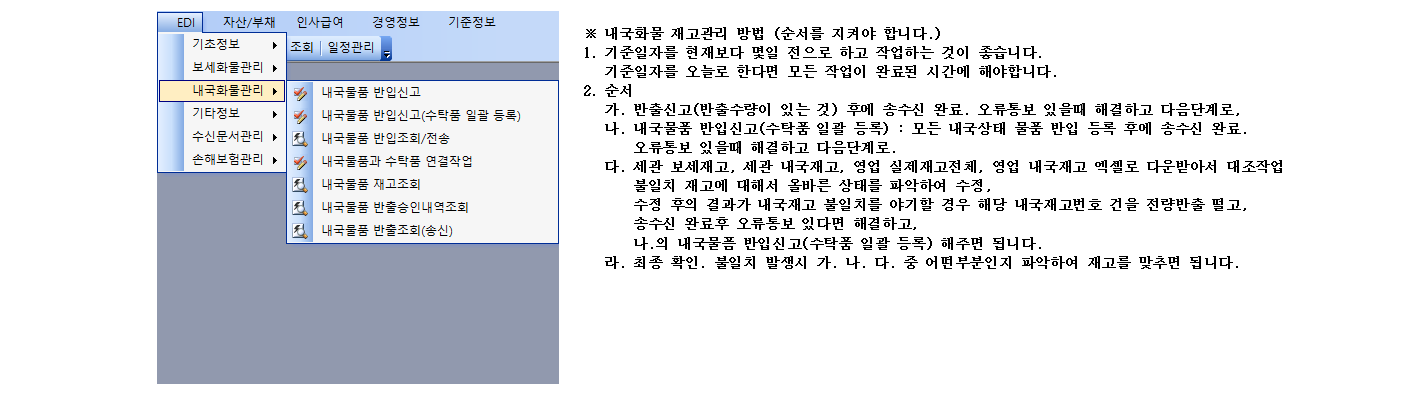 EDI 자산/부채 인사급여 경영정보 기준정보
조회 일정관리
기초정보
보세화물관리
내국화물관리
기타정보
수신문서관리
손해보험관리
내국물품 반입신고
내국물품 반입신고(수탁품 일괄 등록)
내국물품 반입조회/전송
내국물품과 수탁품 연결작업
내국물품 재고조회
내국물품 반출승인내역조회
내국물품 반출조회(송신)
※ 내국화물 재고관리 방법 (순서를 지켜야 합니다.)
1. 기준일자를 현재보다 몇일 전으로 하고 작업하는 것이 좋습니다.
기준일자를 오늘로 한다면 모든 작업이 완료된 시간에 해야합니다.
2. 순서
가. 반출신고(반출수량이 있는 것) 후에 송수신 완료. 오류통보 있을때 해결하고 다음단계로,
나. 내국물품 반입신고(수탁품 일괄 등록) : 모든 내국상태 물품 반입 등록 후에 송수신 완료.
오류통보 있을때 해결하고 다음단계로.
다. 세관 보세재고, 세관 내국재고, 영업 실제재고전체, 영업 내국재고 엑셀로 다운받아서 대조작업
불일치 재고에 대해서 올바른 상태를 파악하여 수정,
수정 후의 결과가 내국재고 불일치를 야기할 경우 해당 내국재고번호 건을 전량반출 떨고,
송수신 완료후 오류통보 있다면 해결하고,
나.의 내국물품 반입신고(수탁품 일괄 등록) 해주면 됩니다.
라. 최종 확인. 불일치 발생시 가. 나. 다. 중 어떤부분인지 파악하여 재고를 맞추면 됩니다.